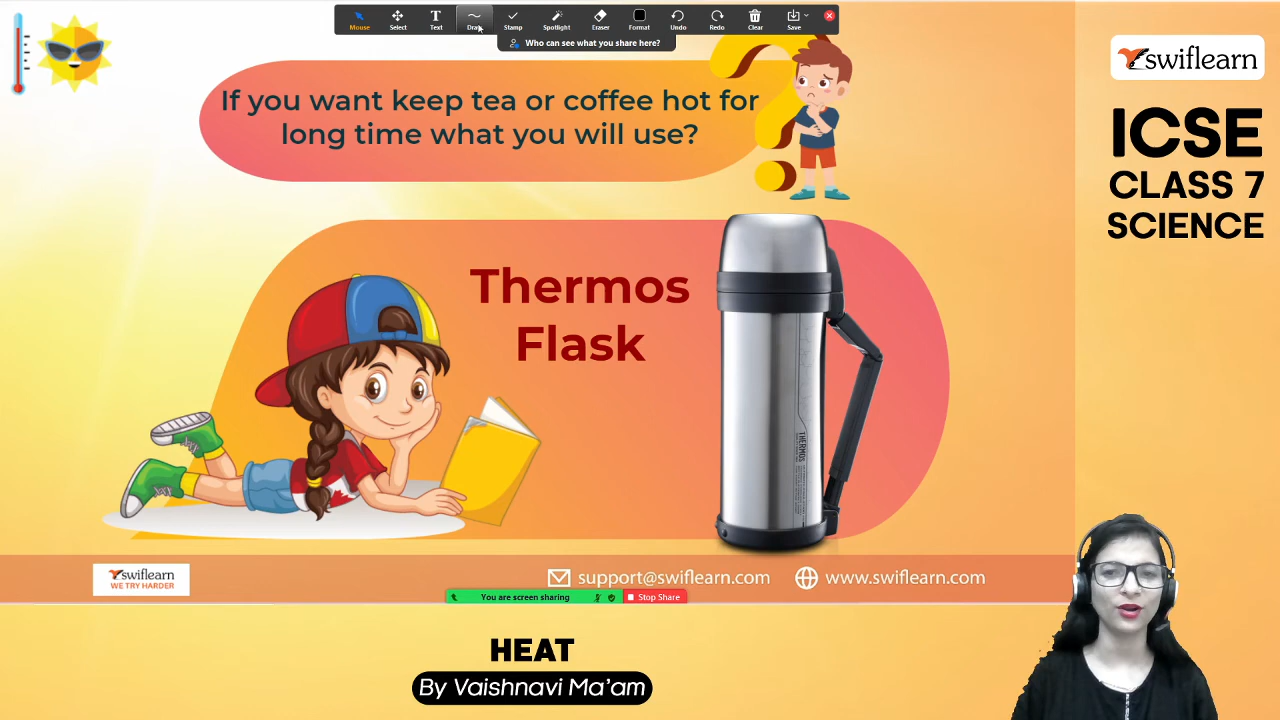 Mouse
Select
Text
Draw
Stamp
Spotlight
Eraser
Format
Undo
Redo
Clear
Save
Who can see what you share here?
If you want keep tea or coffee hot for
long time what you will use?
swiflearn
ICSE
CLASS 7
SCIENCE
Thermos
Flask
THERMOS
swiflearn
WE TRY HARDER
support@swiflearn.com
www.swiflearn.com
You are screen sharing
Stop Share
HEAT
By Vaishnavi Ma'am